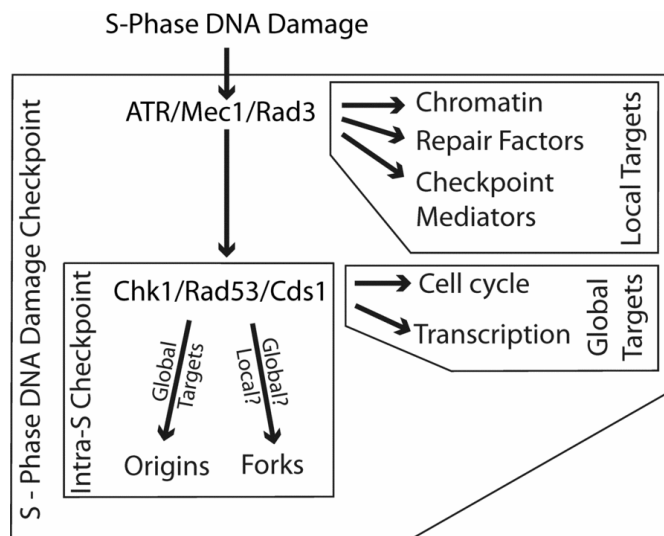 S-Phase DNA Damage
S - Phase DNA Damage Checkpoint
ATR/Mec1/Rad3
Chromatin
Repair Factors
Checkpoint
Mediators
Local Targets
Intra-S Checkpoint
Chk1/Rad53/Cds1
Global
Targets
Global?
Local?
Origins
Forks
Cell cycle
Transcription
Global
Targets